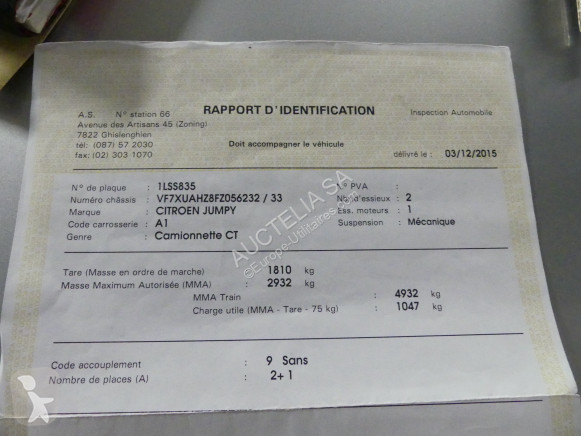 A.S. N° station 66
Avenue des Artisans 45 (Zoning)
7822 Ghislenghien
tél: (087) 57 2030
fax: (02) 303 1070
RAPPORT D'IDENTIFICATION
Inspection Automobile
Doit accompagner le véhicule
délivré le : 03/12/2015
N° de plaque : 1LSS835
Numéro châssis : VF7XUAHZ8FZ056232 / 33
Marque : CITROEN JUMPY
Code carrosserie : A1
Genre : Camionnette CT
N° PVA :
Nb d'essieux : 2
Ess. moteurs : 1
Suspension : Mécanique
AUCTELIA SA
©Europe-Utilitaires.com
Tare (Masse en ordre de marche) : 1810 kg
Masse Maximum Autorisée (MMA) : 2932 kg
MMA Train : 4932 kg
Charge utile (MMA - Tare - 75 kg) : 1047 kg
Code accouplement : 9 Sans
Nombre de places (A) : 2+1